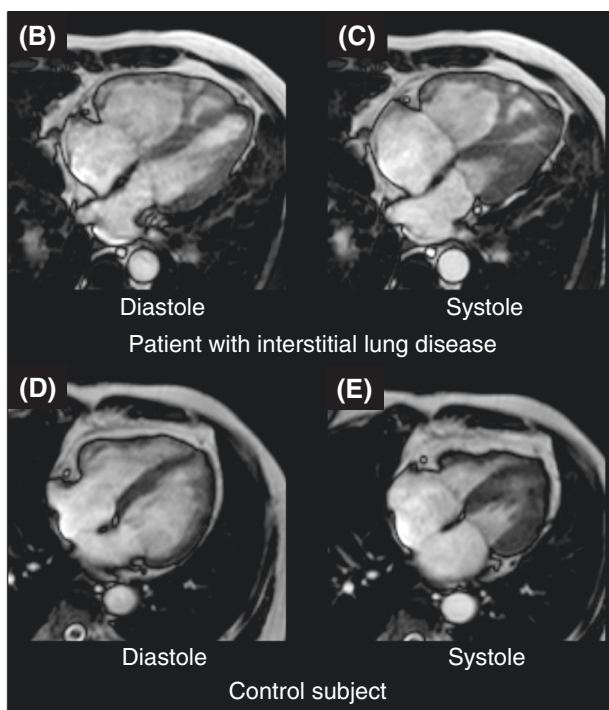 (B) (C)
Diastole Systole
Patient with interstitial lung disease
(D) (E)
Diastole Systole
Control subject